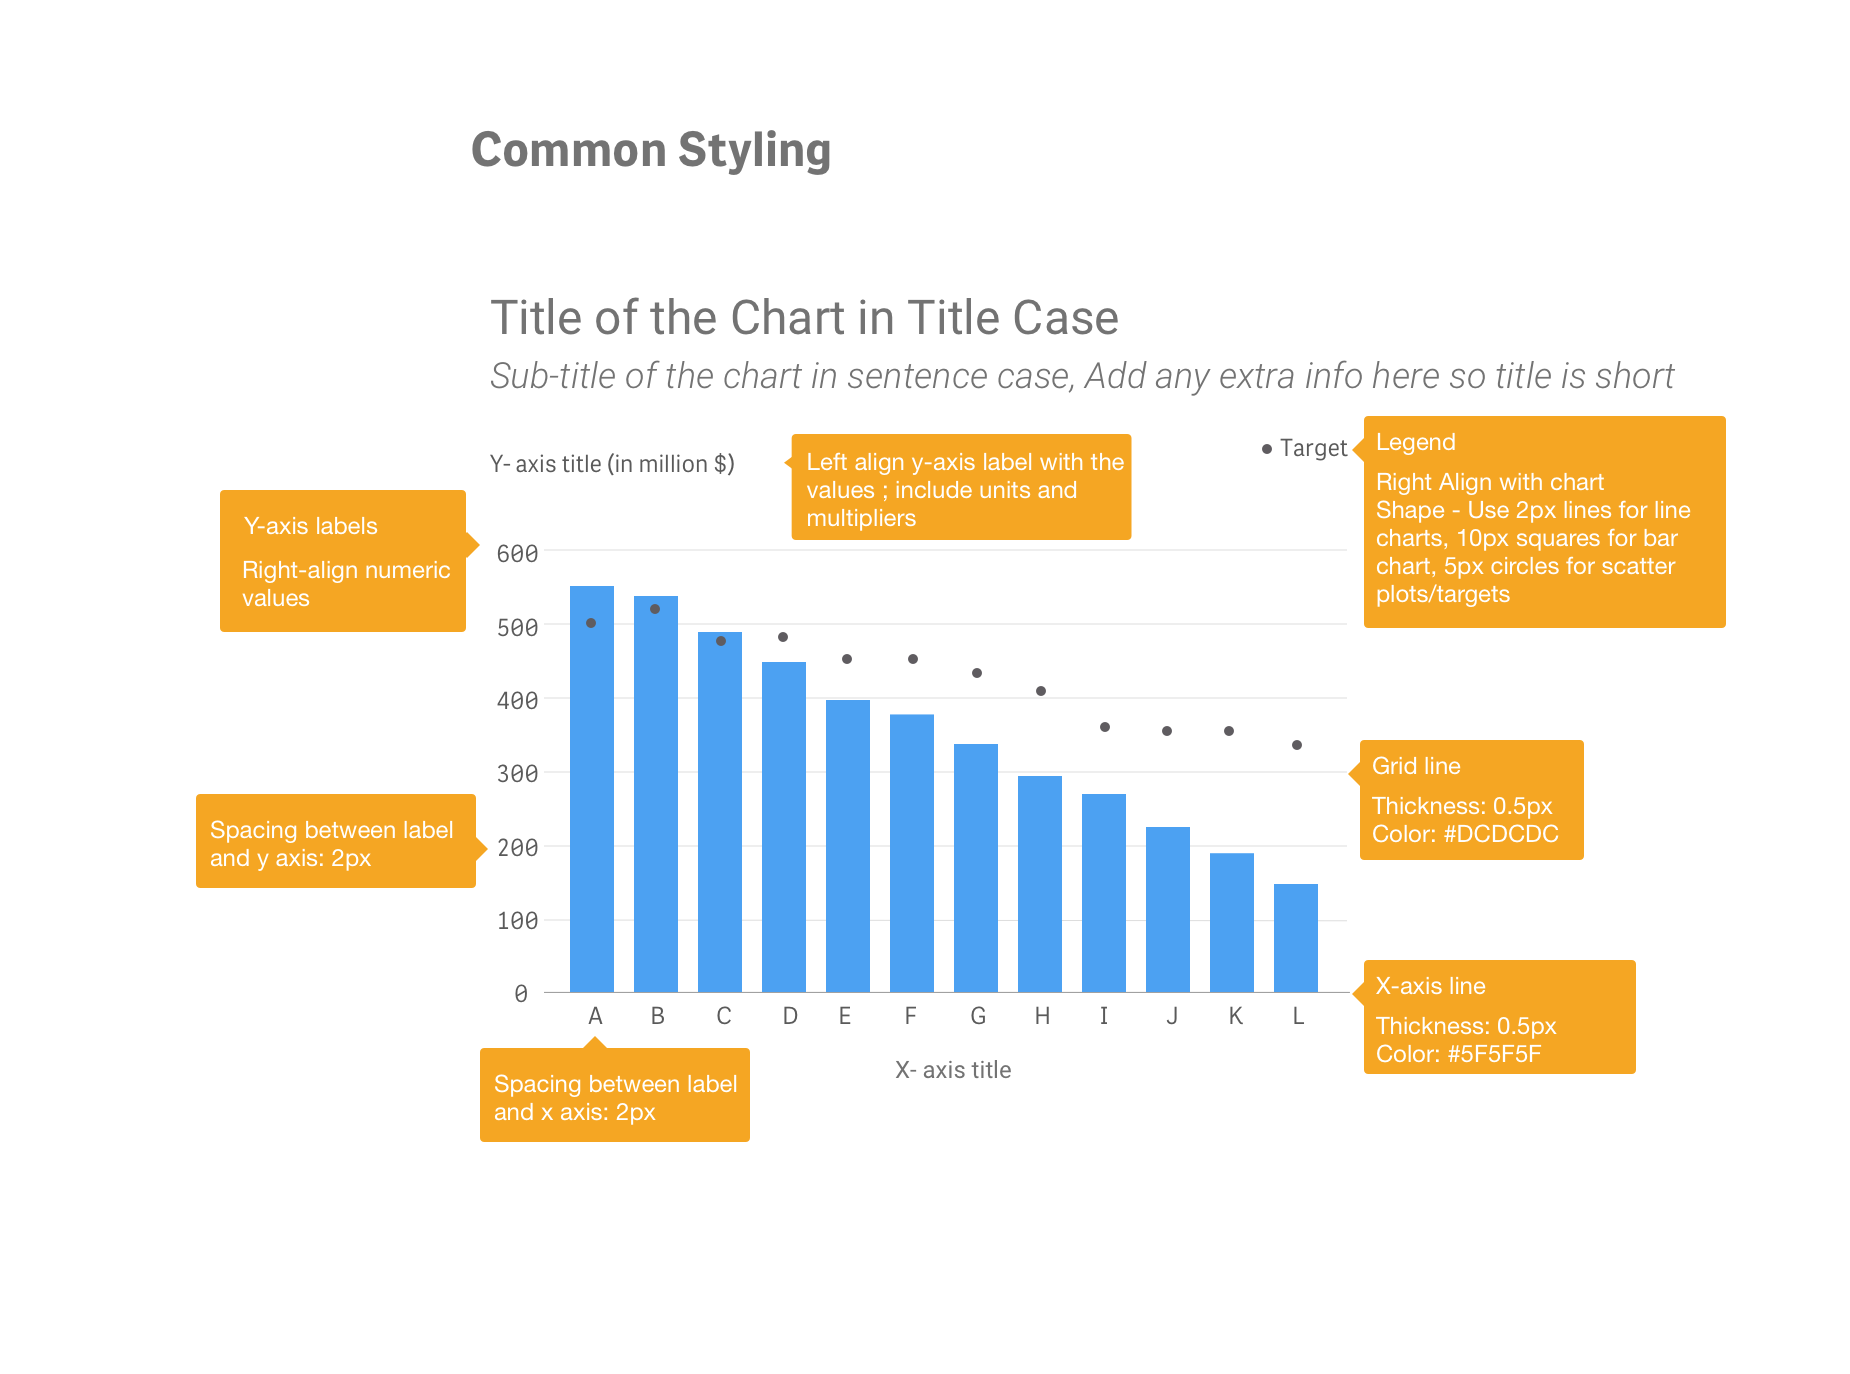 Common Styling
Title of the Chart in Title Case
Sub-title of the chart in sentence case, Add any extra info here so title is short
Y- axis title (in million $)
Left align y-axis label with the
values ; include units and
multipliers
Target
Legend
Right Align with chart
Shape - Use 2px lines for line
charts, 10px squares for bar
chart, 5px circles for scatter
plots/targets
Y-axis labels
Right-align numeric
values
600
500
400
300
200
100
0
Spacing between label
and y axis: 2px
Grid line
Thickness: 0.5px
Color: #DCDCDC
X-axis line
Thickness: 0.5px
Color: #5F5F5F
A B C D E F G H I J K L
X- axis title
Spacing between label
and x axis: 2px